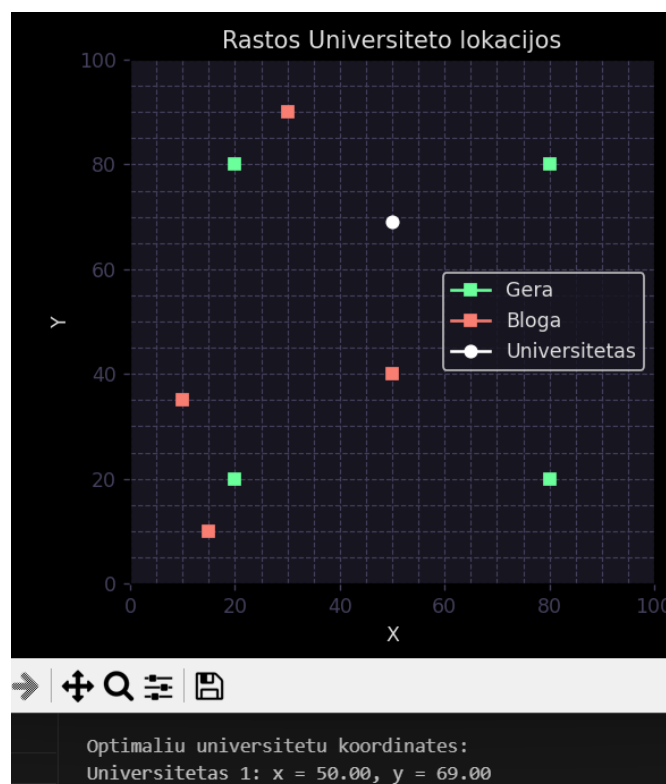 Rastos Universiteto lokacijos
100
80
60
40
20
0
Y
Gera
Bloga
Universitetas
0 20 40 60 80 100
X
Optimaliu universitetu koordinates:
Universitetas 1: x = 50.00, y = 69.00